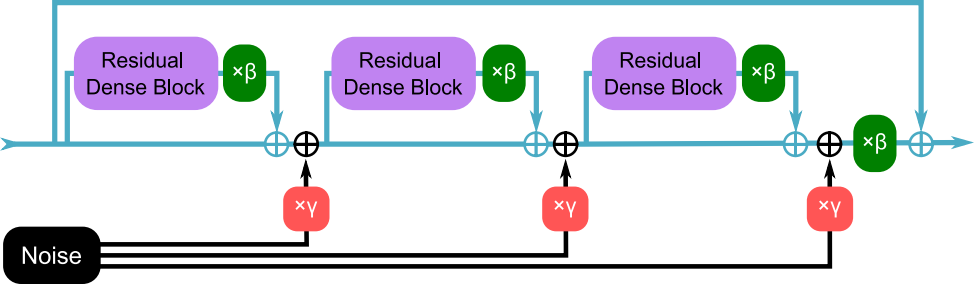 Residual
Dense Block
×β
Residual
Dense Block
×β
Residual
Dense Block
×β
×β
×γ
×γ
×γ
Noise